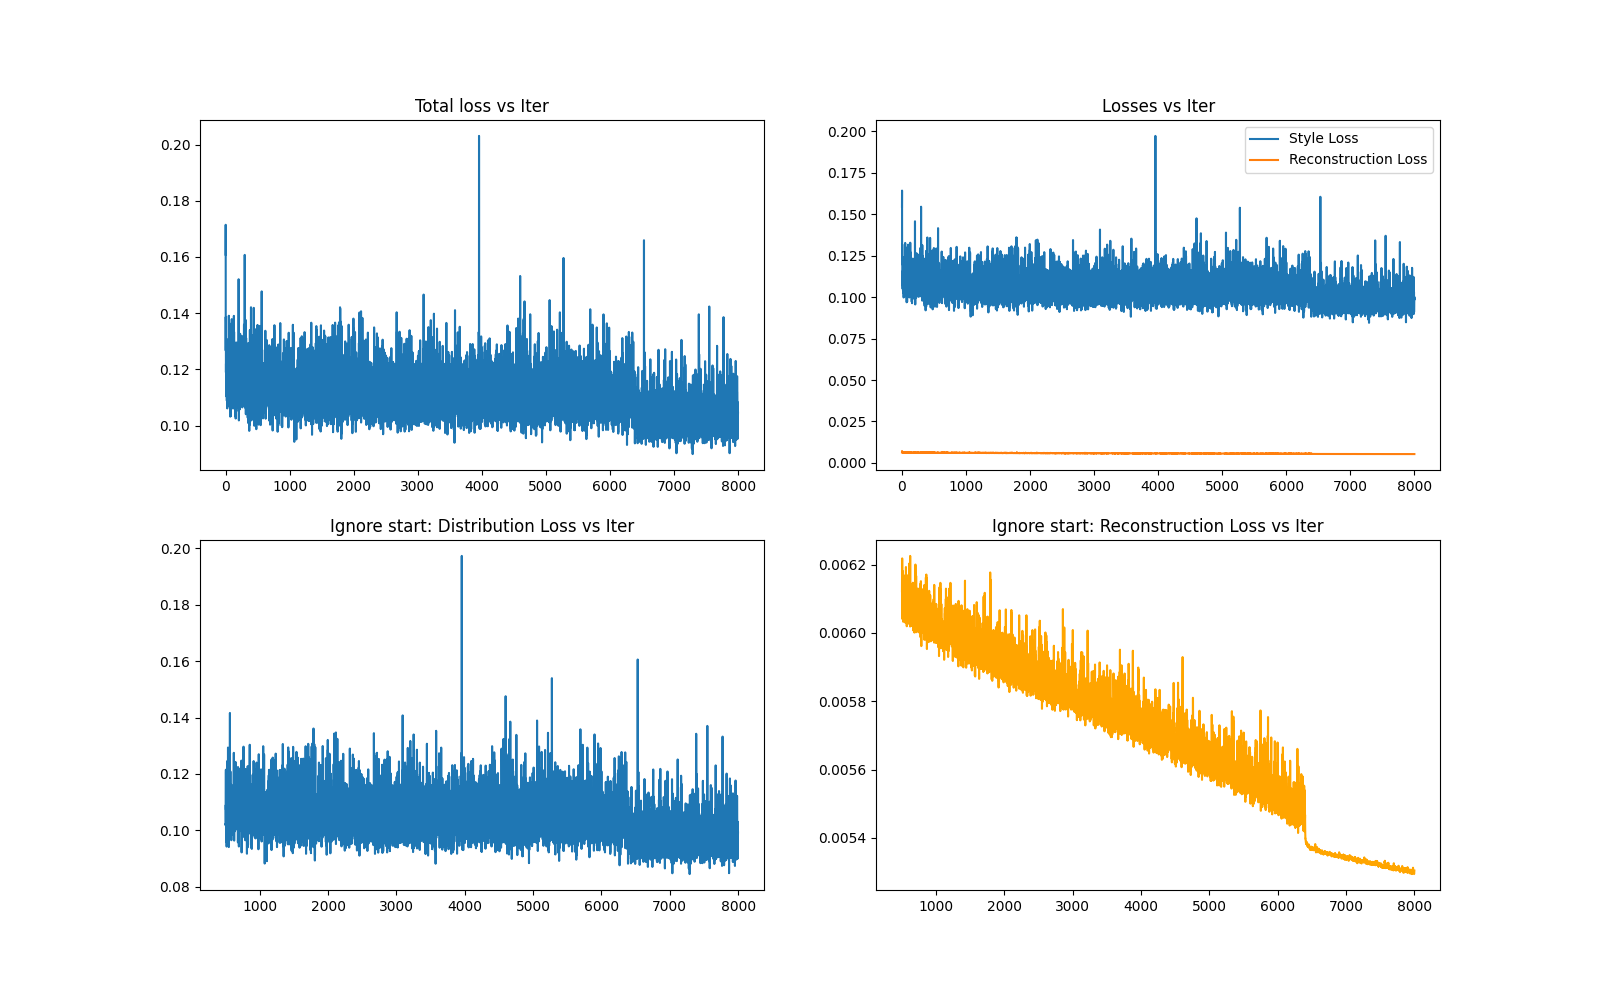 Total loss vs Iter
0.20
0.18
0.16
0.14
0.12
0.10
0 1000 2000 3000 4000 5000 6000 7000 8000
Losses vs Iter
Style Loss
Reconstruction Loss
0.200
0.175
0.150
0.125
0.100
0.075
0.050
0.025
0.000
0 1000 2000 3000 4000 5000 6000 7000 8000
Ignore start: Distribution Loss vs Iter
0.20
0.18
0.16
0.14
0.12
0.10
0.08
1000 2000 3000 4000 5000 6000 7000 8000
Ignore start: Reconstruction Loss vs Iter
0.0062
0.0060
0.0058
0.0056
0.0054
1000 2000 3000 4000 5000 6000 7000 8000